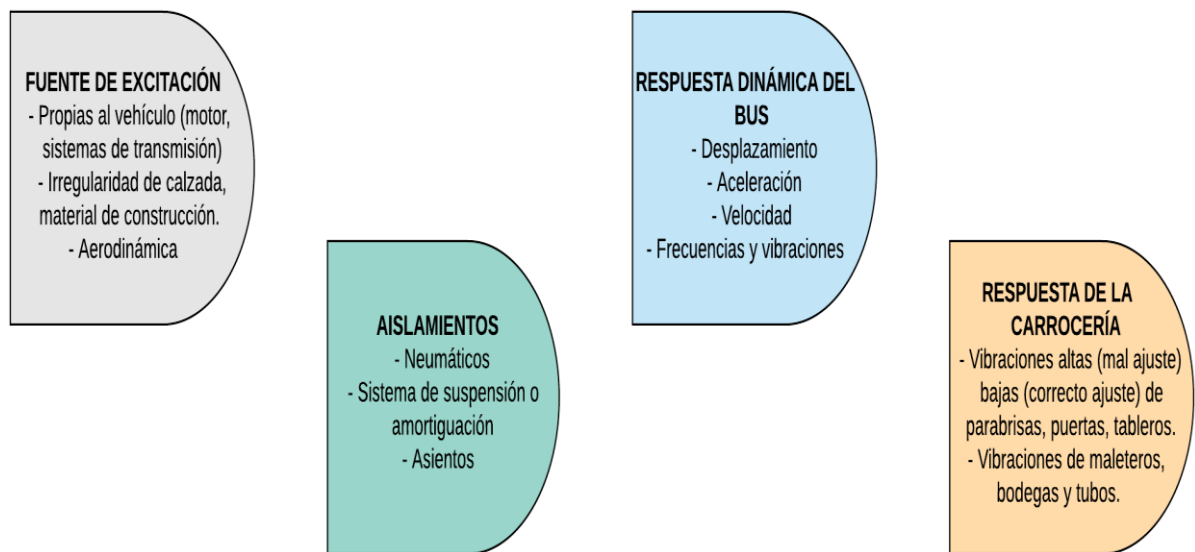 FUENTE DE EXCITACIÓN
- Propias al vehículo (motor,
sistemas de transmisión)
- Irregularidad de calzada,
material de construcción.
- Aerodinámica
AISLAMIENTOS
- Neumáticos
- Sistema de suspensión o
amortiguación
- Asientos
RESPUESTA DINÁMICA DEL
BUS
- Desplazamiento
- Aceleración
- Velocidad
- Frecuencias y vibraciones
RESPUESTA DE LA
CARROCERÍA
- Vibraciones altas (mal ajuste)
bajas (correcto ajuste) de
parabrisas, puertas, tableros.
- Vibraciones de maleteros,
bodegas y tubos.